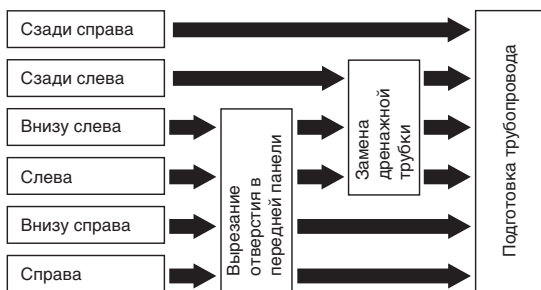 Сзади справа
Сзади слева
Внизу слева
Слева
Внизу справа
Справа
Вырезание
отверстия в
передней панели
Замена
дренажной
трубки
Подготовка трубопровода